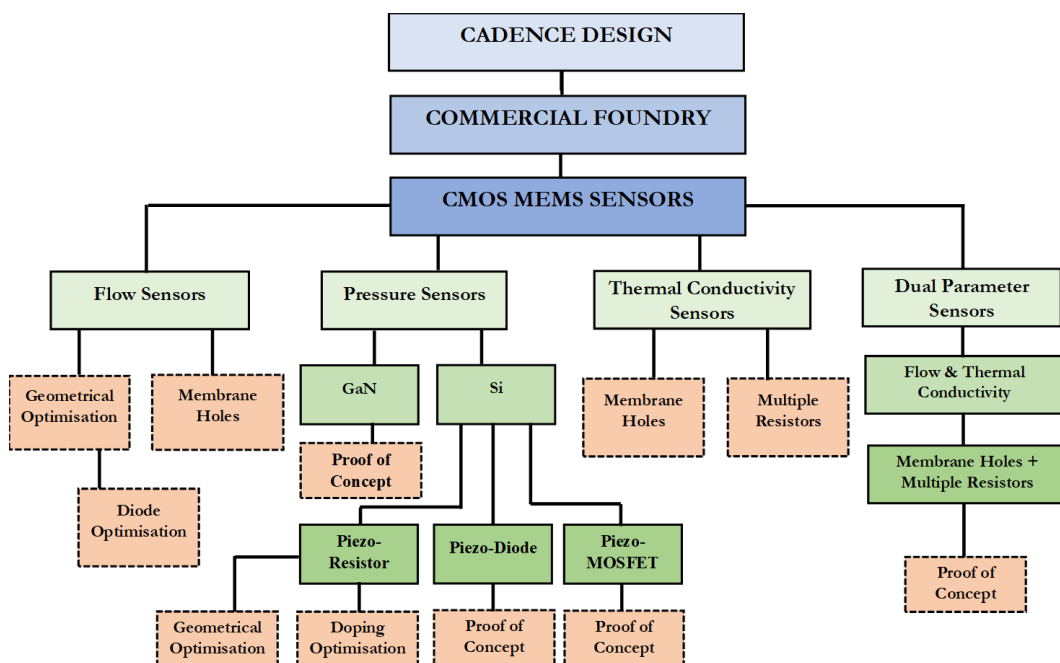 CADENCE DESIGN
COMMERCIAL FOUNDRY
CMOS MEMS SENSORS
Flow Sensors
Pressure Sensors
Thermal Conductivity
Sensors
Dual Parameter
Sensors
Geometrical
Optimisation
Membrane
Holes
GaN
Si
Membrane
Holes
Multiple
Resistors
Flow & Thermal
Conductivity
Proof of
Concept
Membrane Holes +
Multiple Resistors
Diode
Optimisation
Piezo-
Resistor
Piezo-Diode
Piezo-
MOSFET
Proof of
Concept
Geometrical
Optimisation
Doping
Optimisation
Proof of
Concept
Proof of
Concept